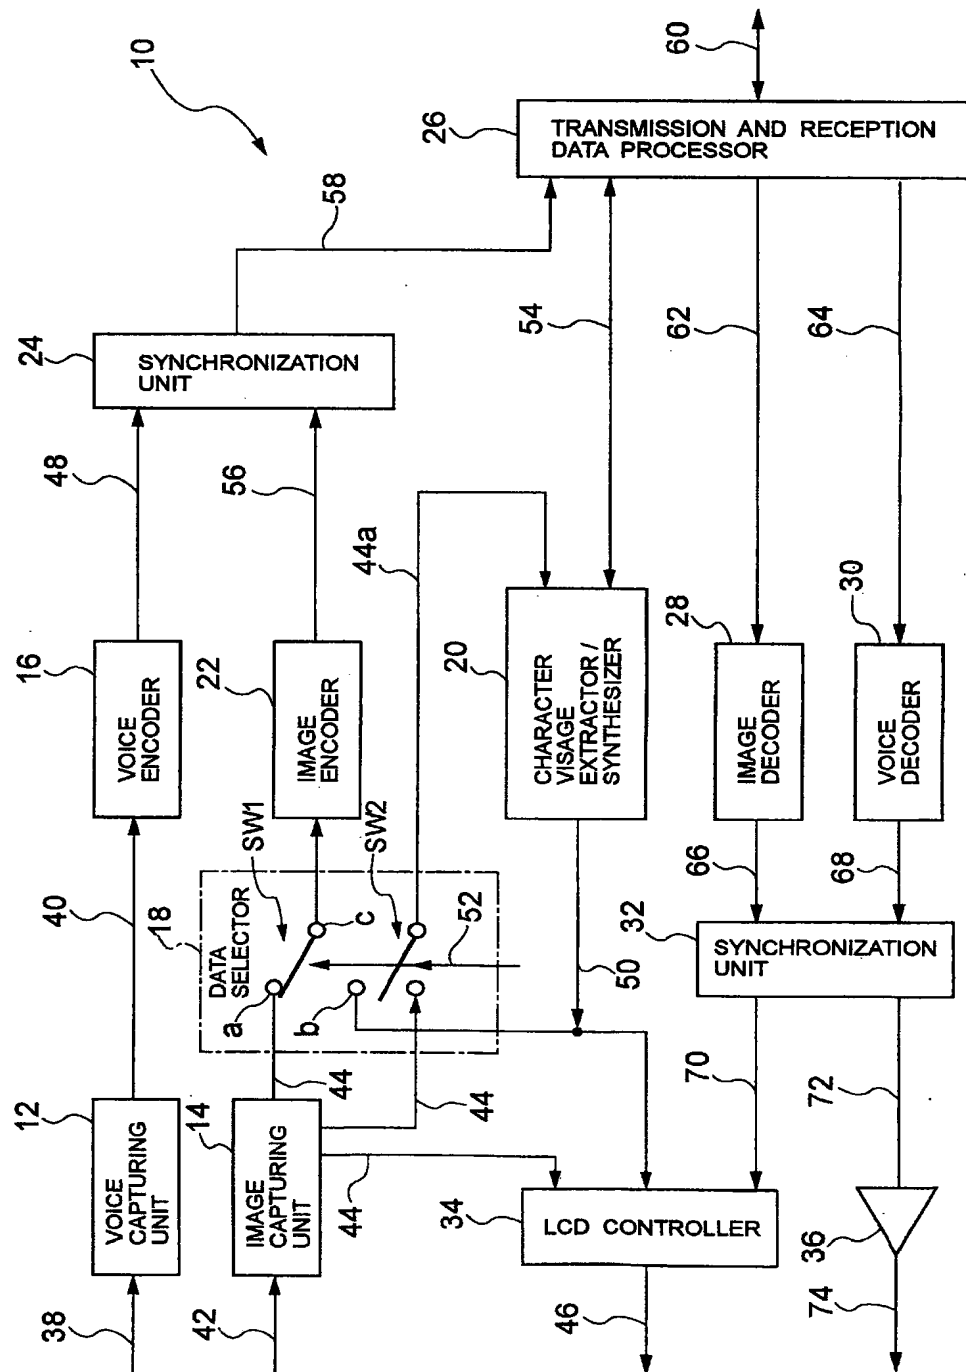 10
38
VOICE
CAPTURING
UNIT
12
40
VOICE
ENCODER
16
48
SYNCHRONIZATION
UNIT
24
58
42
IMAGE
CAPTURING
UNIT
14
44
44
44
DATA
SELECTOR
18
a
b
c
SW1
SW2
52
IMAGE
ENCODER
22
56
44a
CHARACTER
VISAGE
EXTRACTOR /
SYNTHESIZER
20
50
54
TRANSMISSION AND RECEPTION
DATA PROCESSOR
26
60
62
64
IMAGE
DECODER
28
VOICE
DECODER
30
66
68
SYNCHRONIZATION
UNIT
32
70
72
LCD CONTROLLER
34
46
36
74